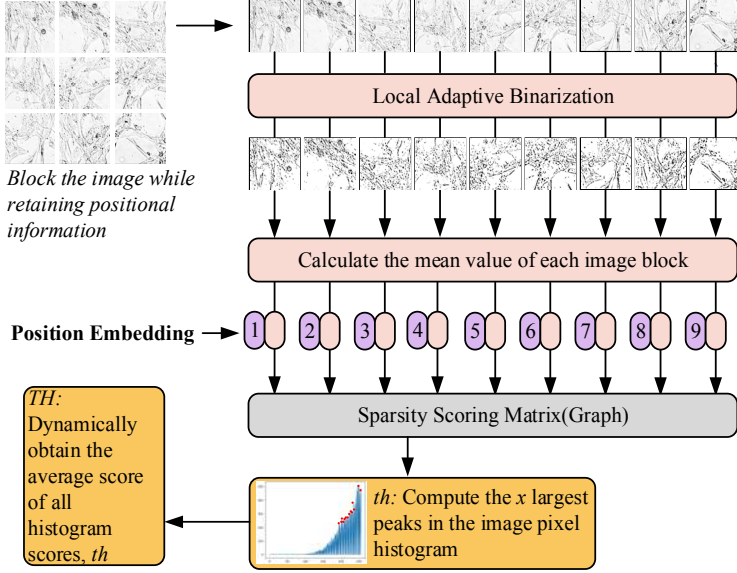 Local Adaptive Binarization
Block the image while
retaining positional
information
Calculate the mean value of each image block
Position Embedding
1 2 3 4 5 6 7 8 9
Sparsity Scoring Matrix(Graph)
TH:
Dynamically
obtain the
average score
of all
histogram
scores, th
th: Compute the x largest
peaks in the image pixel
histogram